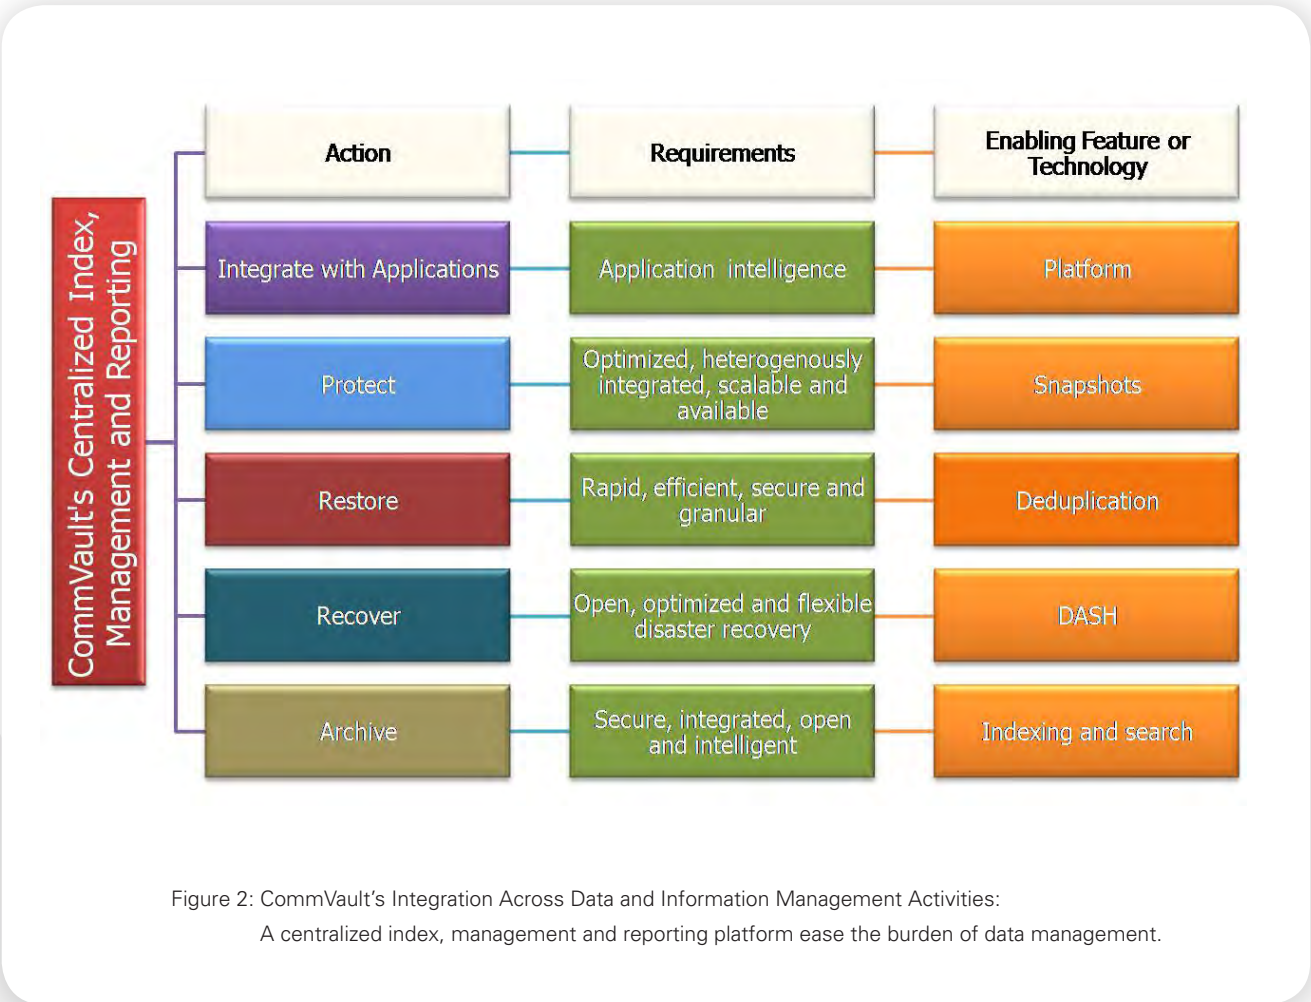 CommVault's Centralized Index,
Management and Reporting
Action
Requirements
Enabling Feature or
Technology
Integrate with Applications
Application intelligence
Platform
Protect
Optimized, heterogenously
integrated, scalable and
available
Snapshots
Restore
Rapid, efficient, secure and
granular
Deduplication
Recover
Open, optimized and flexible
disaster recovery
DASH
Archive
Secure, integrated, open
and intelligent
Indexing and search
Figure 2: CommVault’s Integration Across Data and Information Management Activities:
A centralized index, management and reporting platform ease the burden of data management.